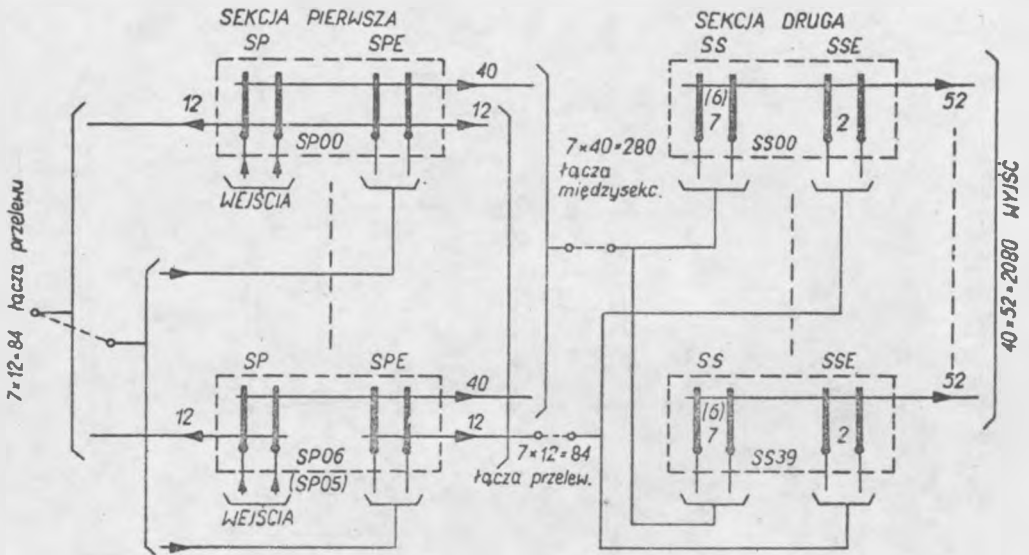 SEKCJA PIERWSZA
SP SPE
40
12
12
SP00
WEJŚCIA
7×12=84 łącza przelewu
SP SPE
40
12
12
SP06
(SP05)
WEJŚCIA
7×40=280
łącza
międzysekc.
7×12=84
łącza przelew.
SEKCJA DRUGA
SS SSE
(6)
7
2
SS00
52
SS SSE
(6)
7
2
SS39
52
40×52=2080 WYJŚĆ